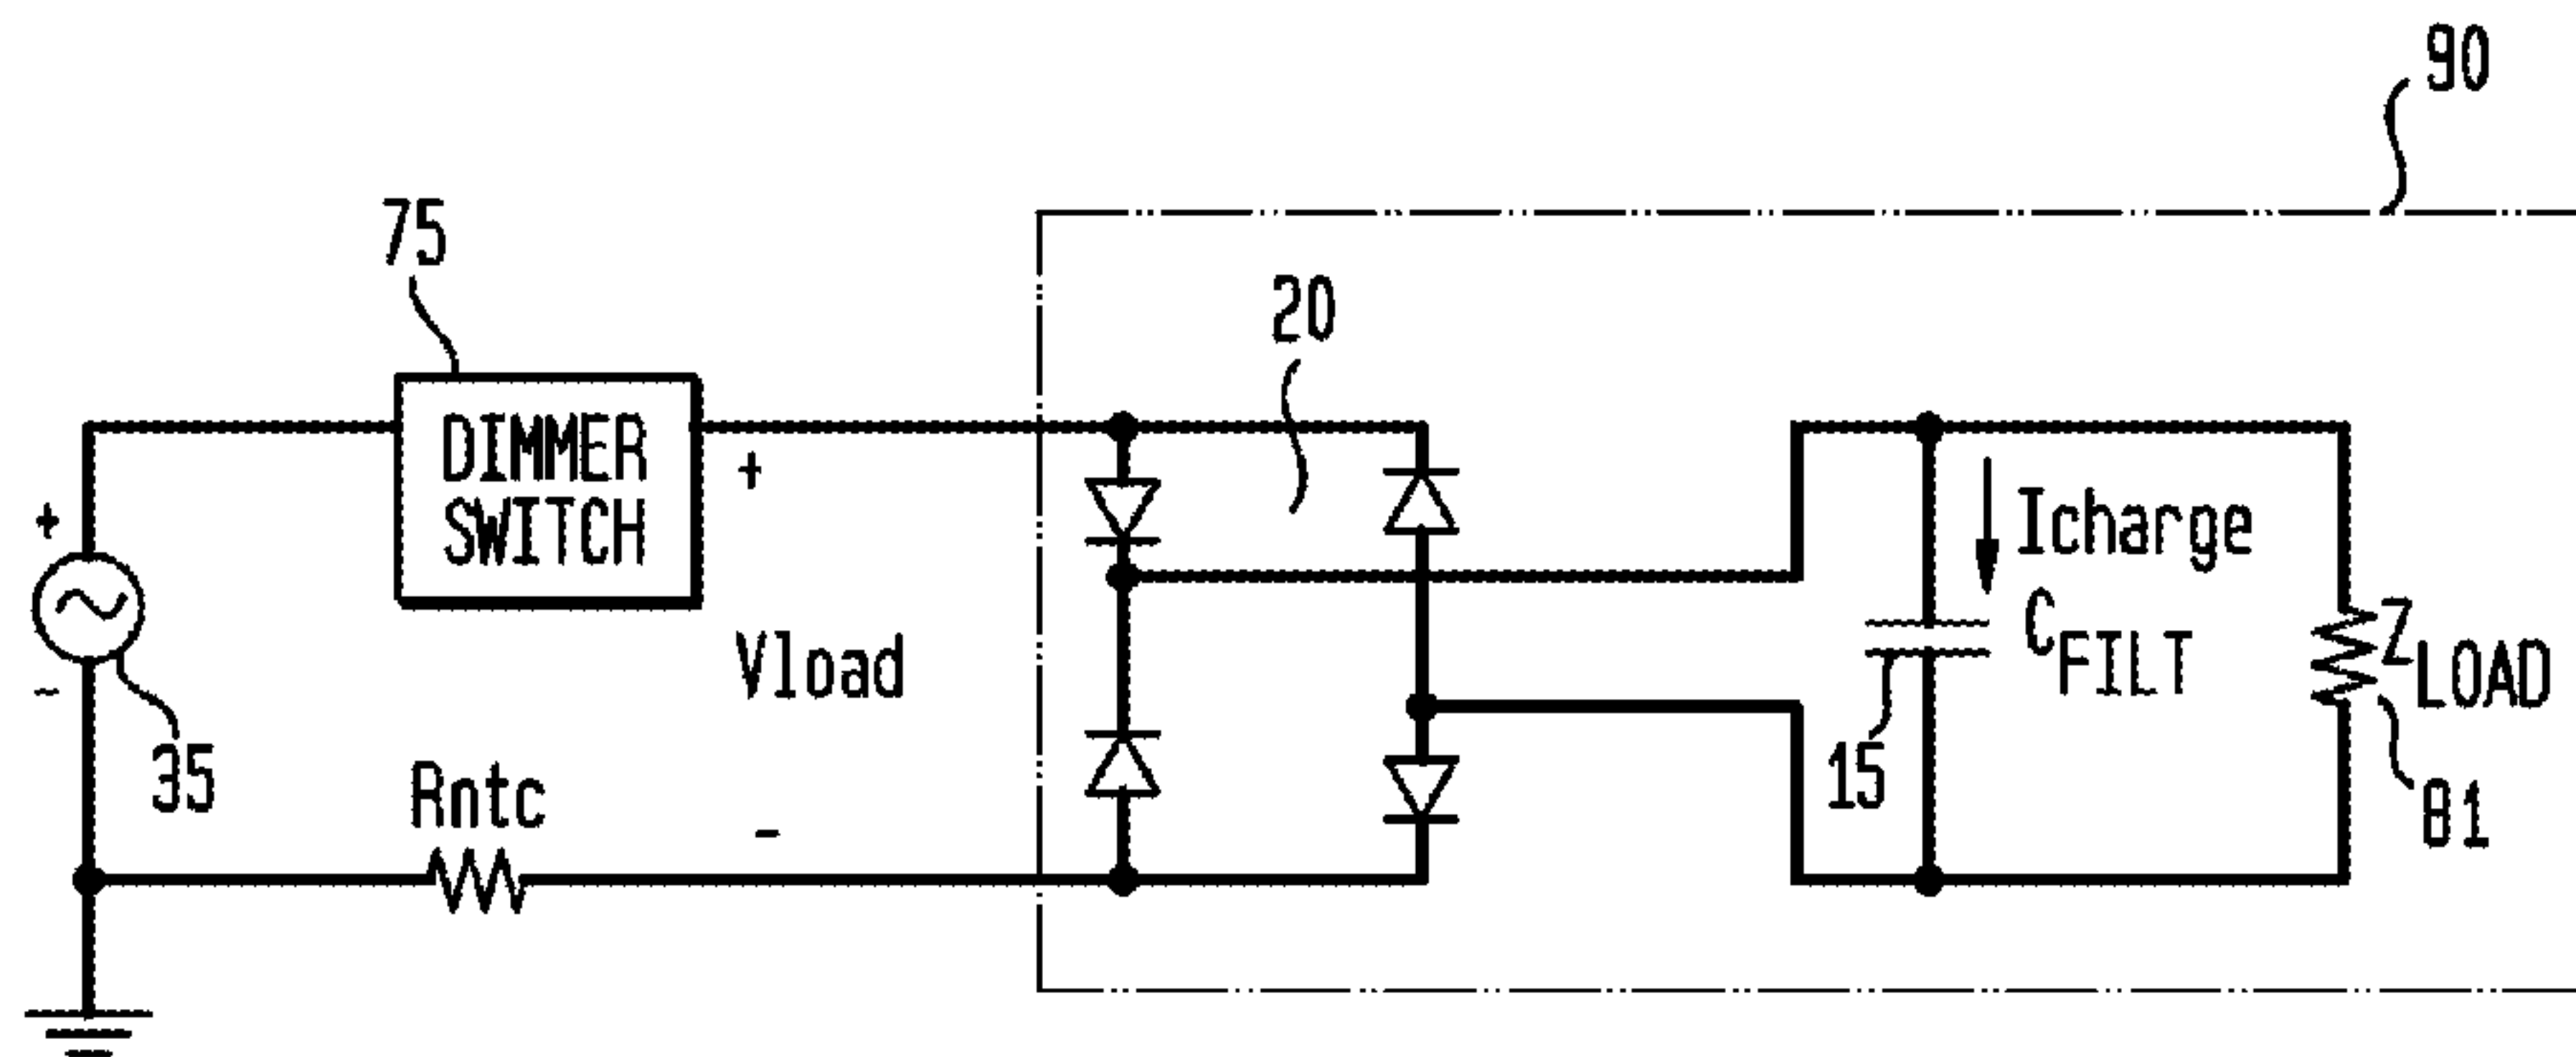 90
75
20
DIMMER
SWITCH
+
+
-
Vload
Icharge
CFILT
ZLOAD
35
Rntc
-
15
81